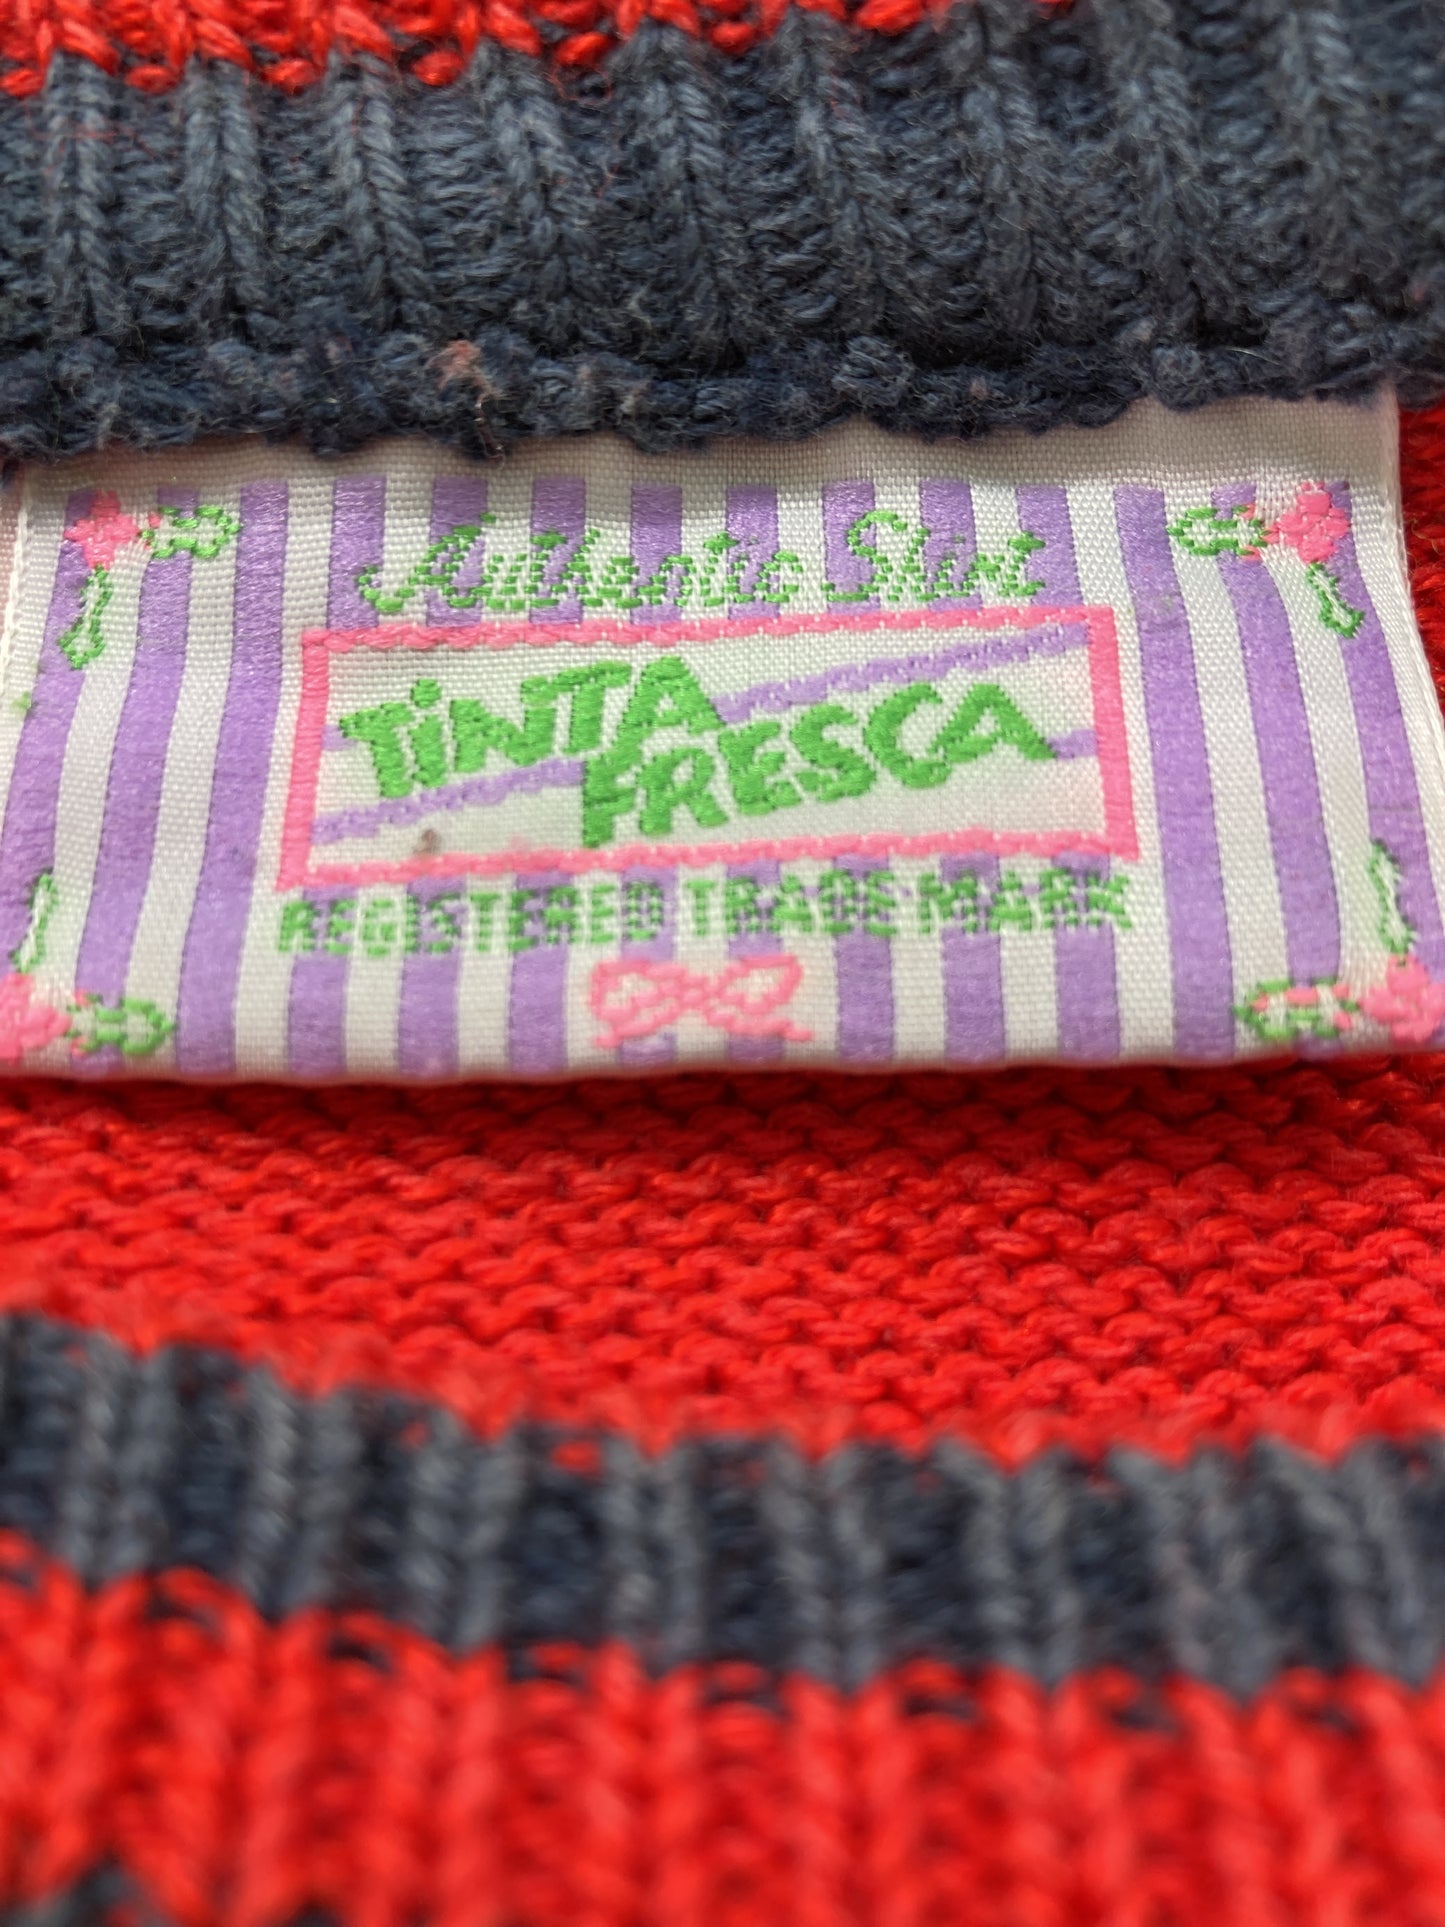 Authentic Shirt
TiNTA
FRESCA
REGISTERED TRADE MARK